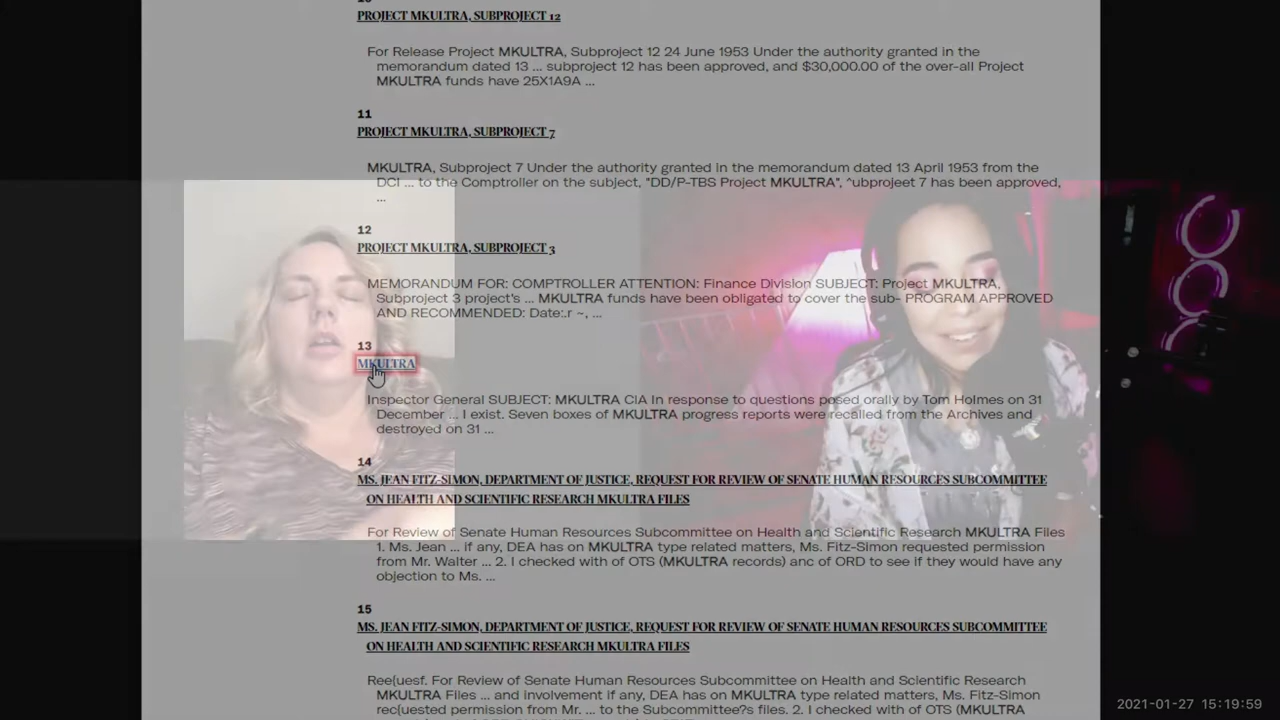 PROJECT MKULTRA, SUBPROJECT 12
For Release Project MKULTRA, Subproject 12 24 June 1953 Under the authority granted in the
memorandum dated 13 ... subproject 12 has been approved, and $30,000.00 of the over-all Project
MKULTRA funds have 25X1A9A ...
11
PROJECT MKULTRA, SUBPROJECT 7
MKULTRA, Subproject 7 Under the authority granted in the memorandum dated 13 April 1953 from the
DCI ... to the Comptroller on the subject, "DD/P-TBS Project MKULTRA", ^ubprojeet 7 has been approved,
...
12
PROJECT MKULTRA, SUBPROJECT 3
MEMORANDUM FOR: COMPTROLLER ATTENTION: Finance Division SUBJECT: Project MKULTRA,
Subproject 3 project's ... MKULTRA funds have been obligated to cover the sub- PROGRAM APPROVED
AND RECOMMENDED: Date:.r ~, ...
13
MKULTRA
Inspector General SUBJECT: MKULTRA CIA In response to questions posed orally by Tom Holmes on 31
December ... I exist. Seven boxes of MKULTRA progress reports were recalled from the Archives and
destroyed on 31 ...
14
MS. JEAN FITZ-SIMON, DEPARTMENT OF JUSTICE, REQUEST FOR REVIEW OF SENATE HUMAN RESOURCES SUBCOMMITTEE
ON HEALTH AND SCIENTIFIC RESEARCH MKULTRA FILES
For Review of Senate Human Resources Subcommittee on Health and Scientific Research MKULTRA Files
1. Ms. Jean ... if any, DEA has on MKULTRA type related matters, Ms. Fitz-Simon requested permission
from Mr. Walter ... 2. I checked with of OTS (MKULTRA records) anc of ORD to see if they would have any
objection to Ms. ...
15
MS. JEAN FITZ-SIMON, DEPARTMENT OF JUSTICE, REQUEST FOR REVIEW OF SENATE HUMAN RESOURCES SUBCOMMITTEE
ON HEALTH AND SCIENTIFIC RESEARCH MKULTRA FILES
Ree{uesf. For Review of Senate Human Resources Subcommittee on Health and Scientific Research
MKULTRA Files ... and involvement if any, DEA has on MKULTRA type related matters, Ms. Fitz-Simon
rec{uested permission from Mr. ... to the Subcommittee?s files. 2. I checked with of OTS (MKULTRA
2021-01-27 15:19:59